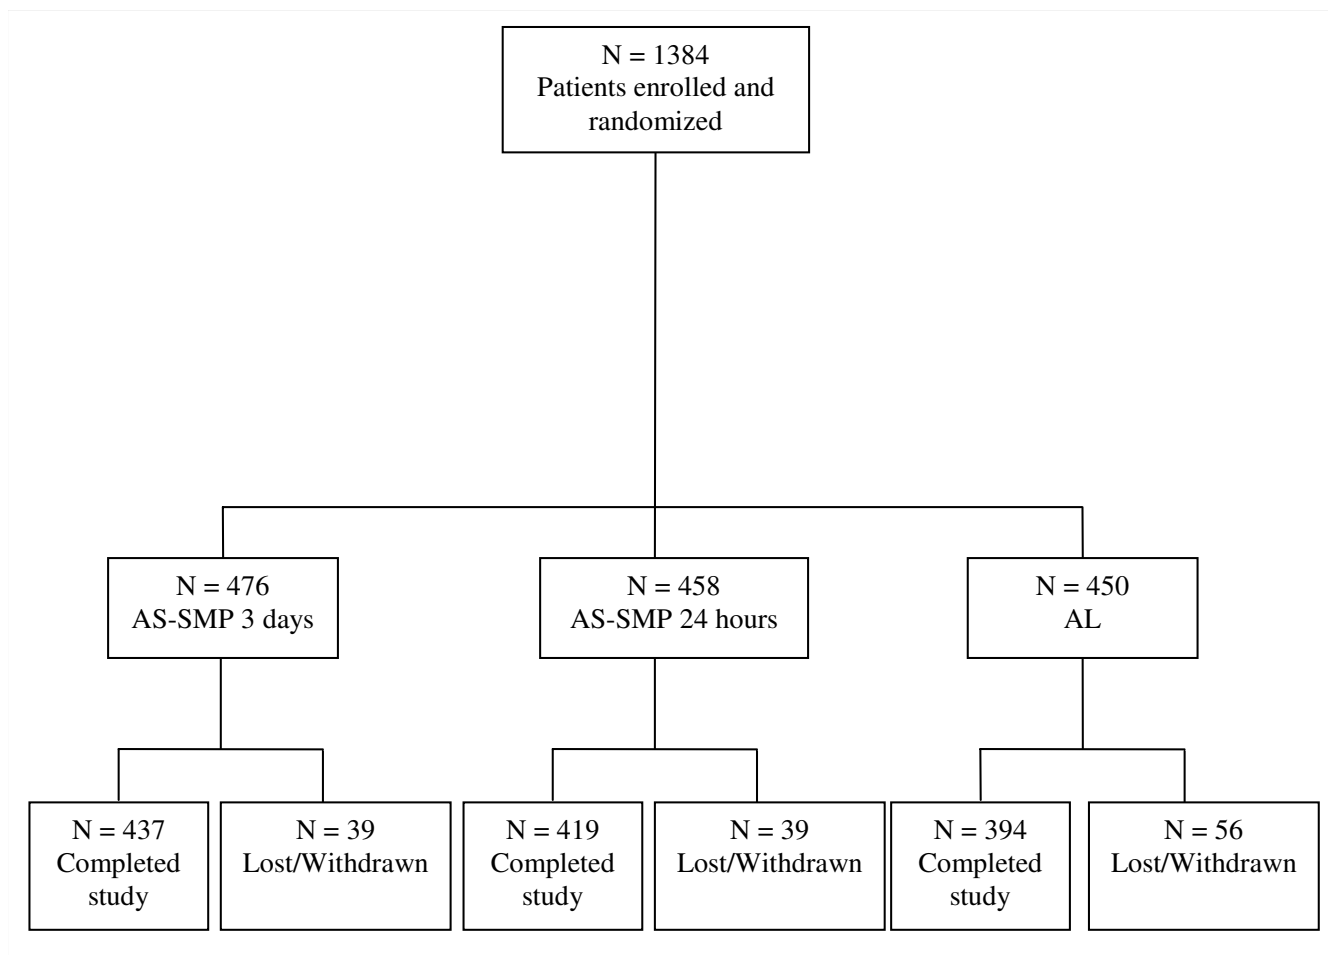 N = 1384
Patients enrolled and
randomized
N = 476
AS-SMP 3 days
N = 458
AS-SMP 24 hours
N = 450
AL
N = 437
Completed
study
N = 39
Lost/Withdrawn
N = 419
Completed
study
N = 39
Lost/Withdrawn
N = 394
Completed
study
N = 56
Lost/Withdrawn